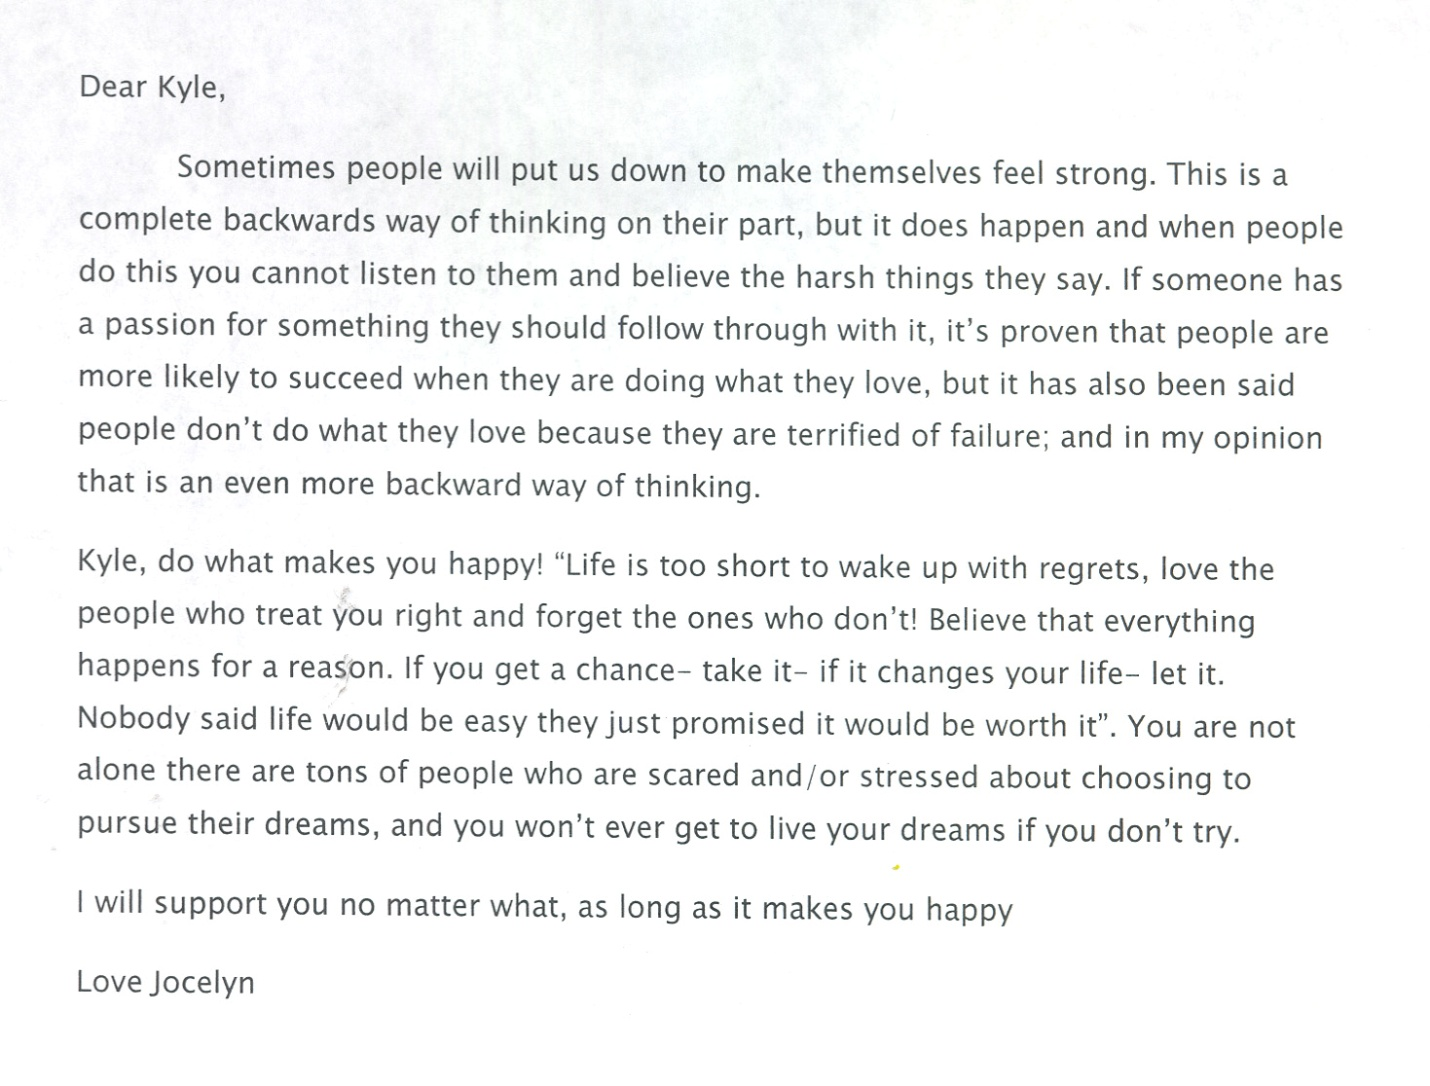 Dear Kyle,
Sometimes people will put us down to make themselves feel strong. This is a
complete backwards way of thinking on their part, but it does happen and when people
do this you cannot listen to them and believe the harsh things they say. If someone has
a passion for something they should follow through with it, it's proven that people are
more likely to succeed when they are doing what they love, but it has also been said
people don't do what they love because they are terrified of failure; and in my opinion
that is an even more backward way of thinking.
Kyle, do what makes you happy! “Life is too short to wake up with regrets, love the
people who treat you right and forget the ones who don't! Believe that everything
happens for a reason. If you get a chance– take it– if it changes your life– let it.
Nobody said life would be easy they just promised it would be worth it”. You are not
alone there are tons of people who are scared and/or stressed about choosing to
pursue their dreams, and you won't ever get to live your dreams if you don't try.
I will support you no matter what, as long as it makes you happy
Love Jocelyn